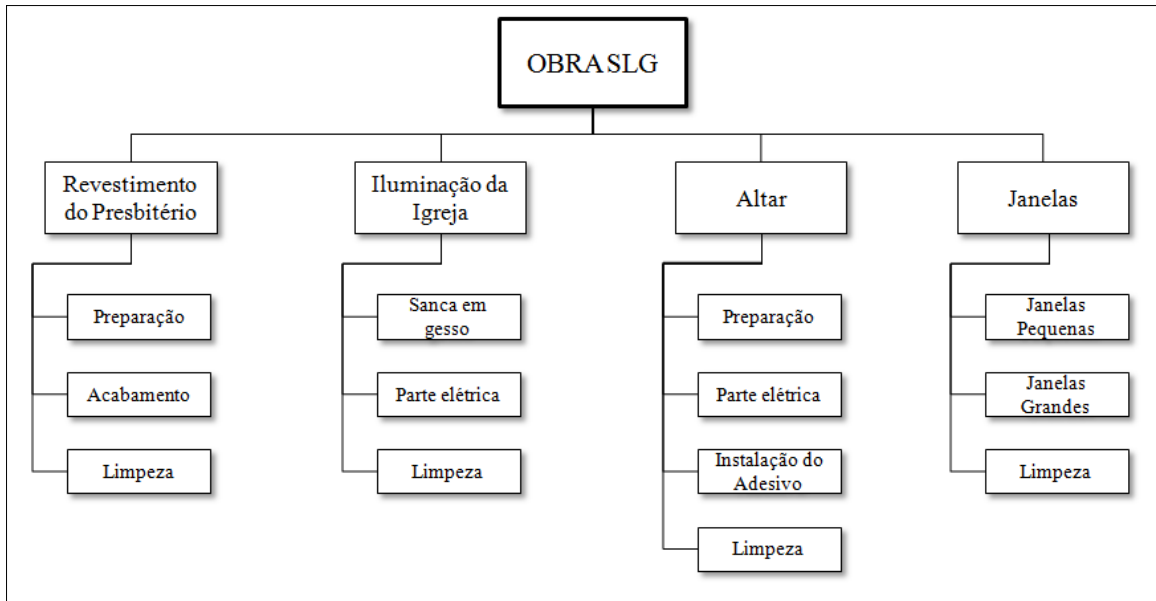 OBRA SLG
Revestimento
do Presbitério
Iluminação da
Igreja
Altar
Janelas
Preparação
Acabamento
Limpeza
Sanca em
gesso
Parte elétrica
Limpeza
Preparação
Parte elétrica
Instalação do
Adesivo
Limpeza
Janelas
Pequenas
Janelas
Grandes
Limpeza